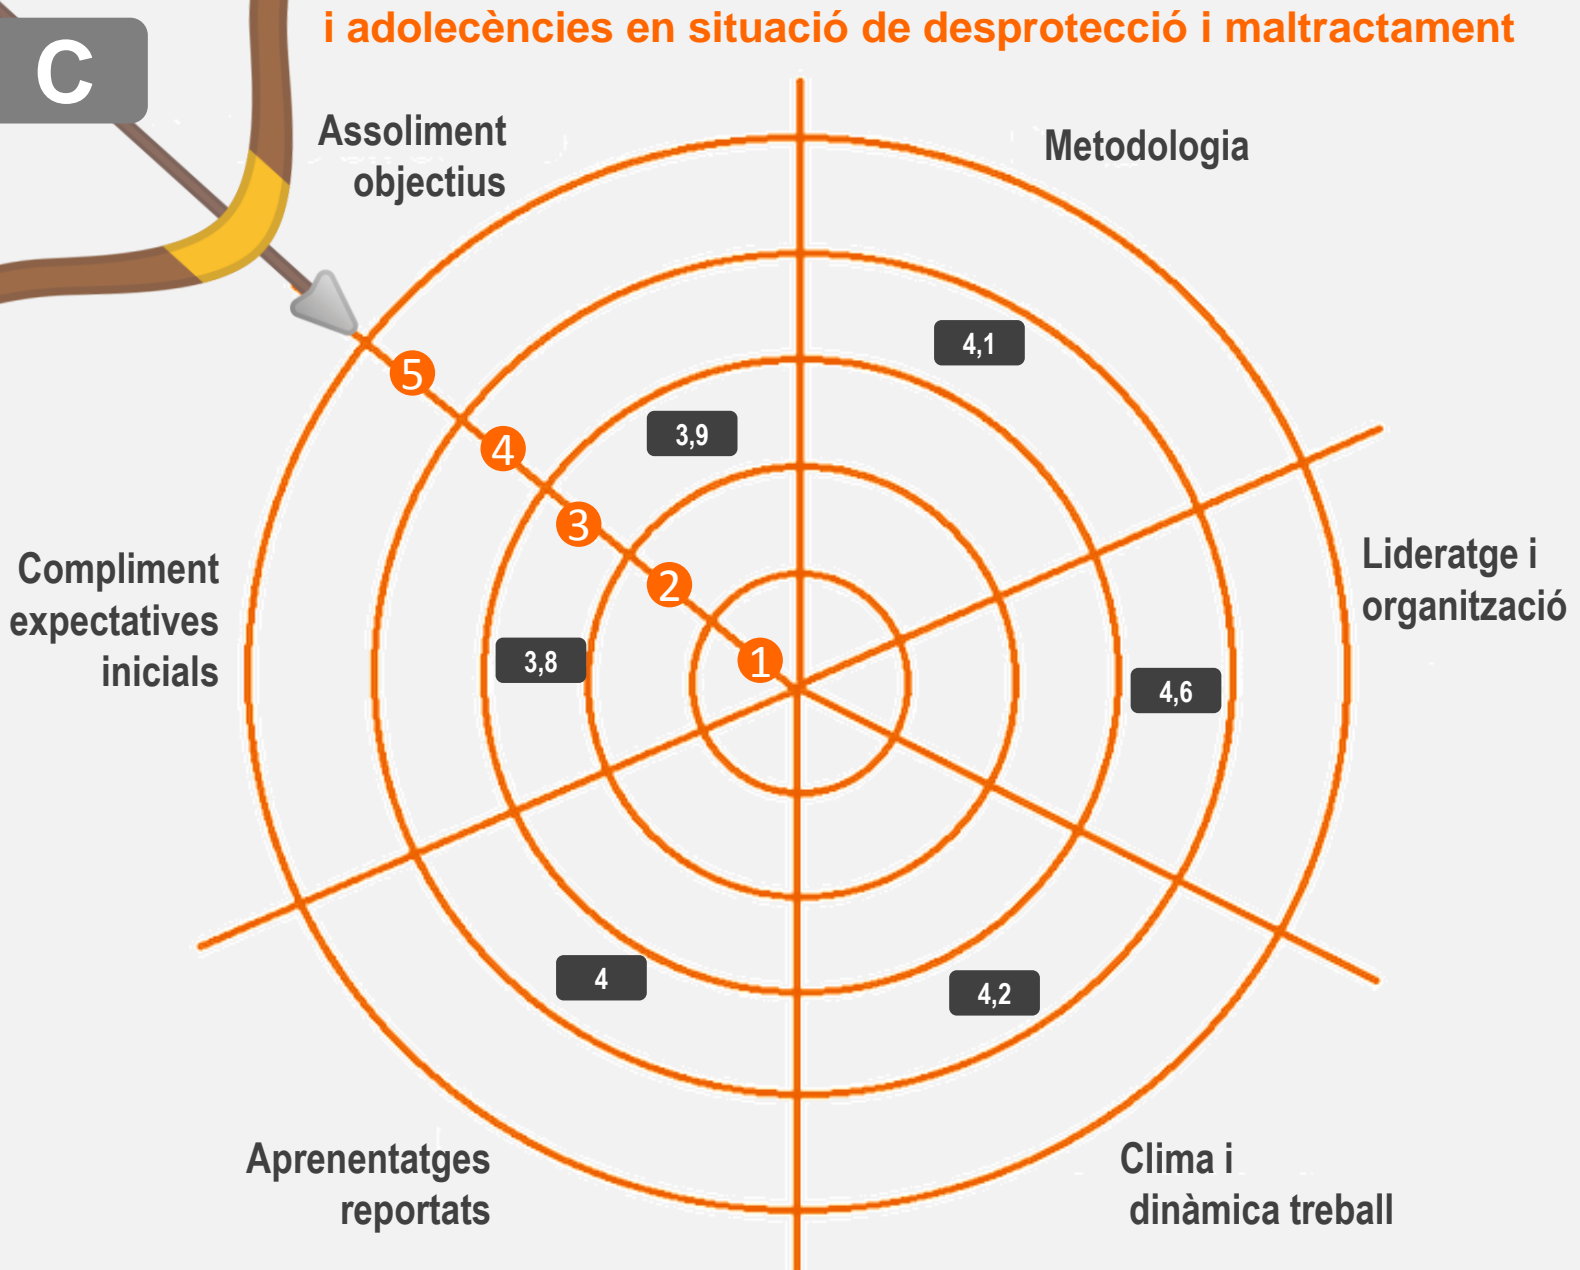 i adolecències en situació de desprotecció i maltractament
C
Assoliment
objectius
Metodologia
4,1
5
3,9
4
3
Compliment
expectatives
inicials
Lideratge i
organització
2
3,8
1
4,6
4
4,2
Aprenentatges
reportats
Clima i
dinàmica treball